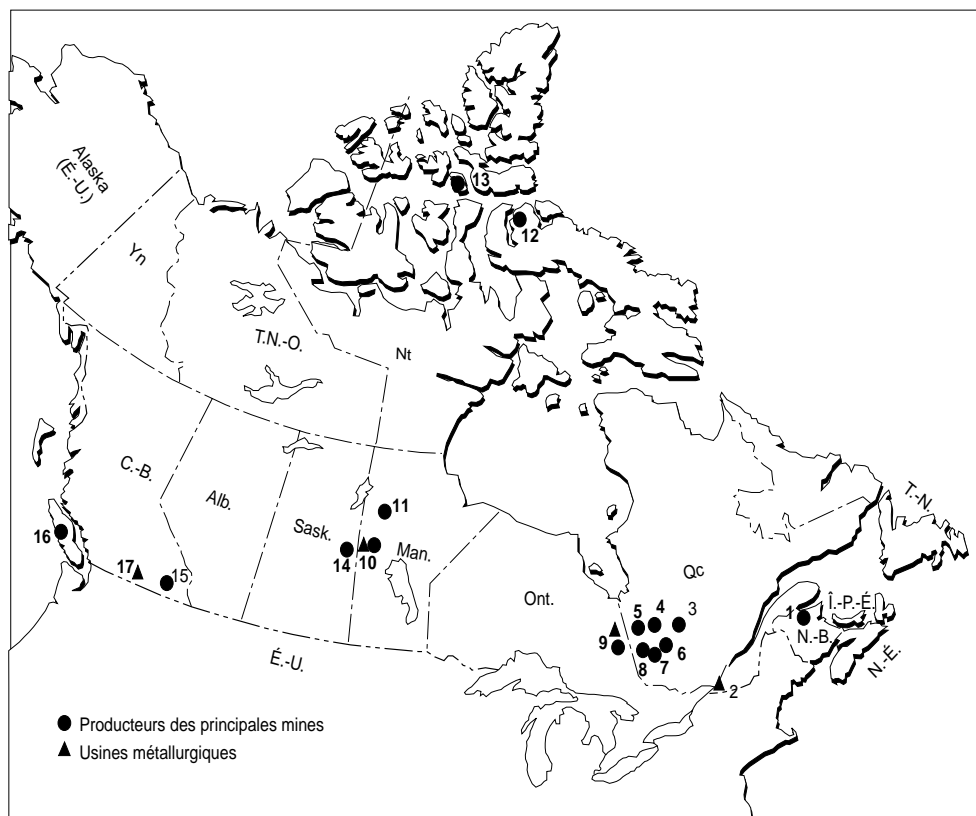 Alaska
(É.-U.)
Yn
T.N.-O.
Nt
13
12
C.-B.
Alb.
Sask.
Man.
11
14
10
16
17
15
Ont.
Qc
T.-N.
Î.-P.-É.
N.-B.
N.-É.
1
2
3
4
5
6
7
8
9
É.-U.
Producteurs des principales mines
Usines métallurgiques